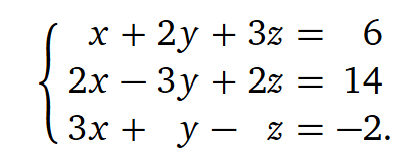 x + 2y + 3z = 6
2x − 3y + 2z = 14
3x + y − z = −2.